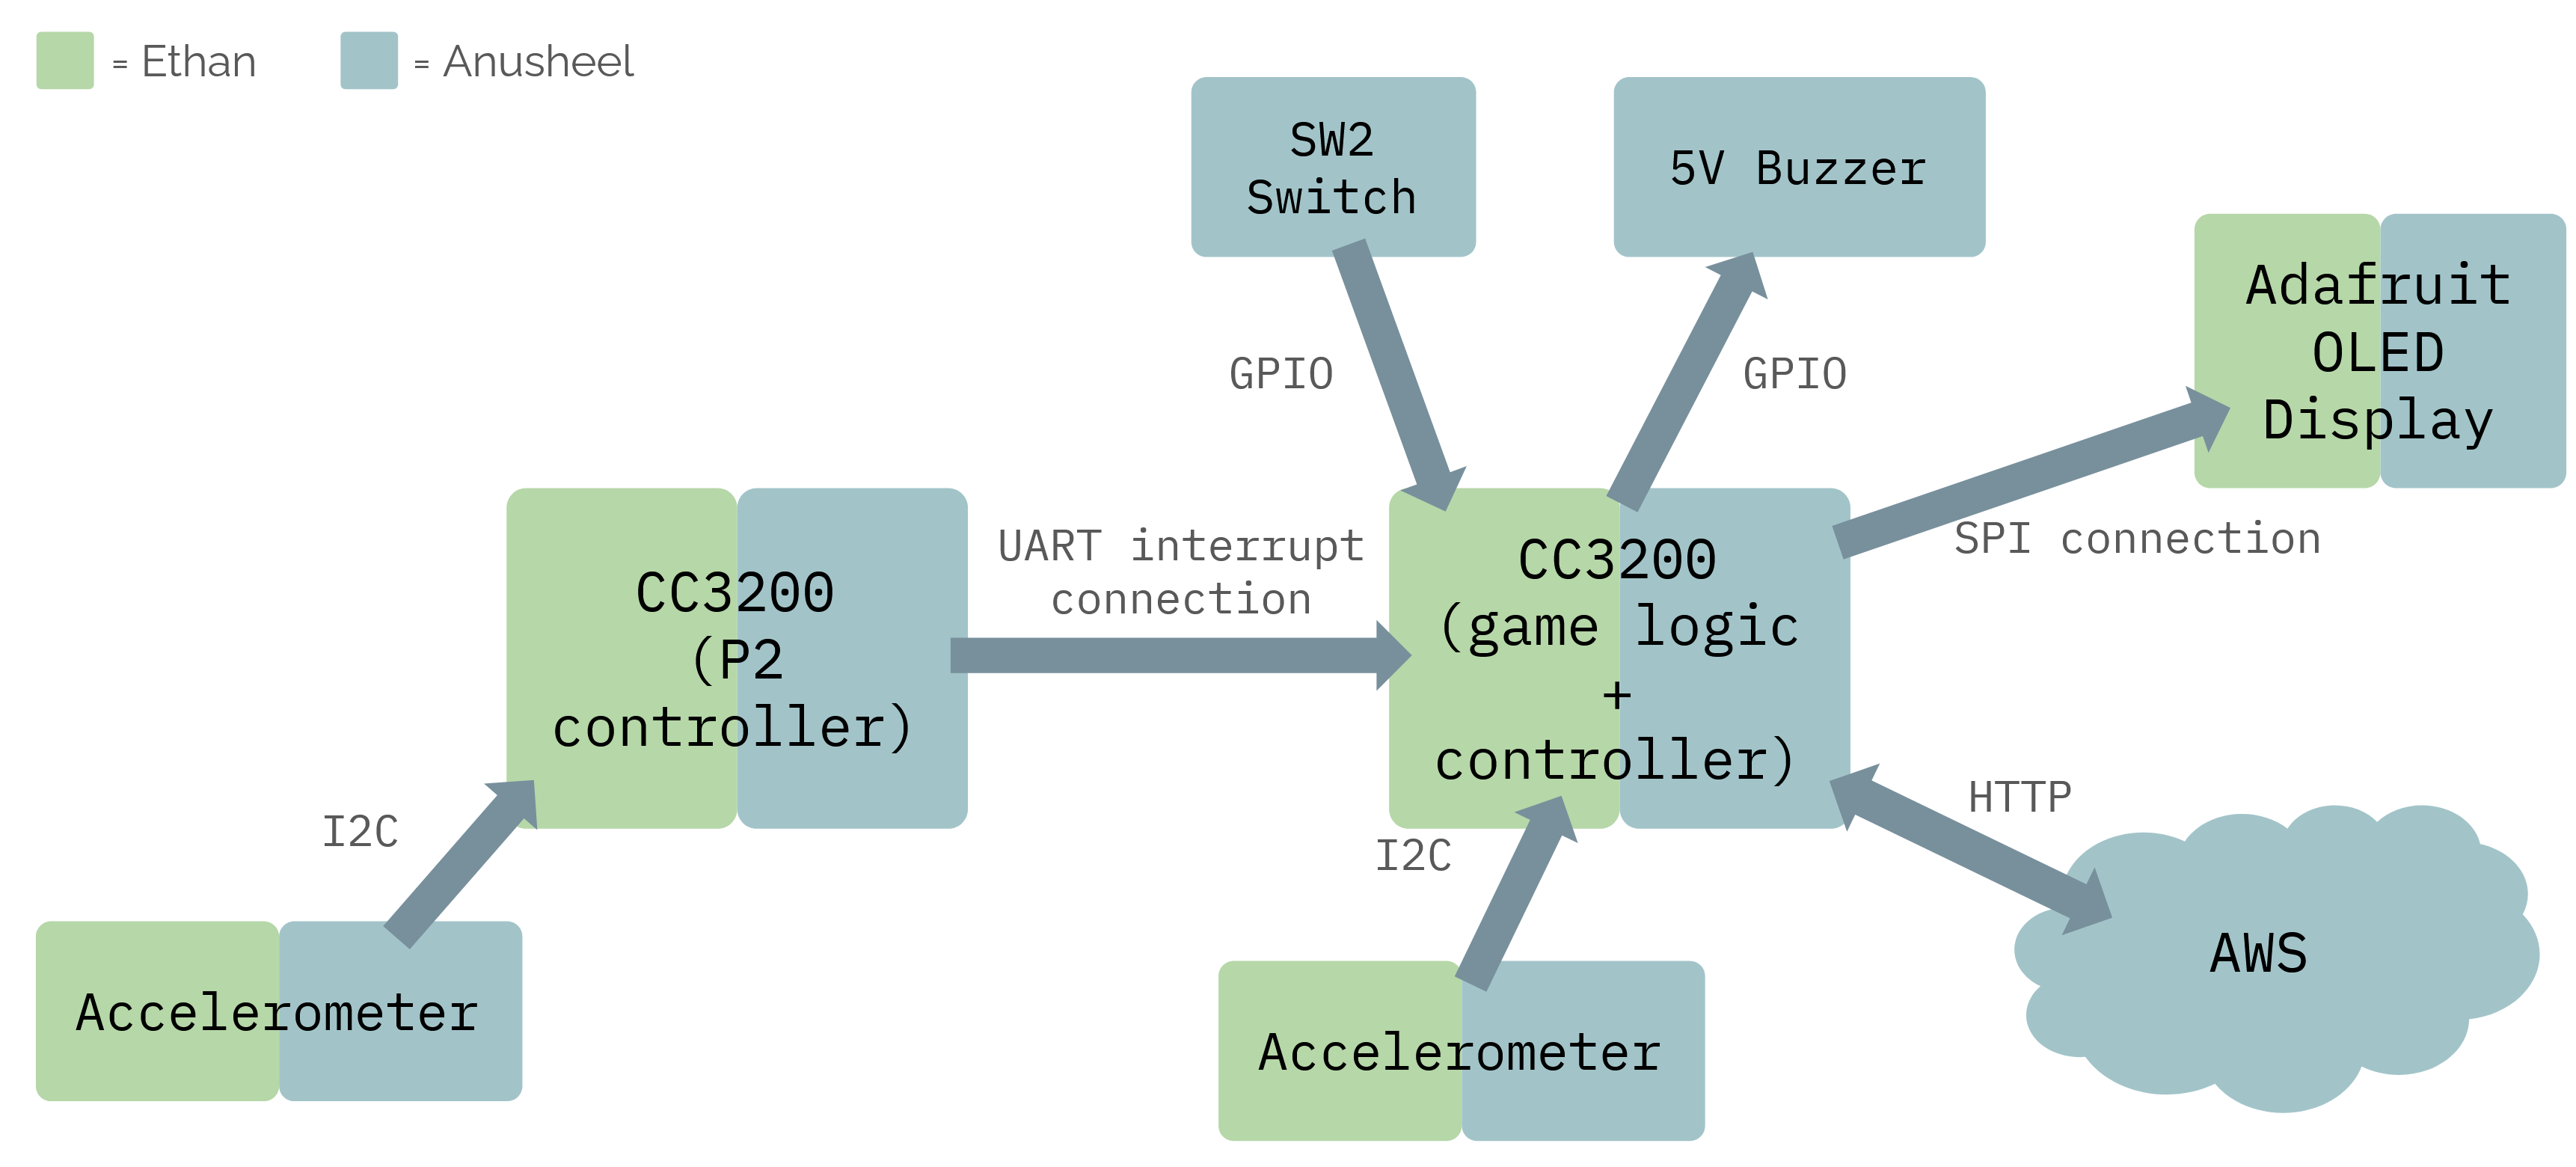 = Ethan
= Anusheel
SW2
Switch
5V Buzzer
Adafruit
OLED
Display
GPIO
GPIO
SPI connection
UART interrupt
connection
CC3200
(P2
controller)
CC3200
(game logic
+
controller)
I2C
I2C
HTTP
Accelerometer
Accelerometer
AWS